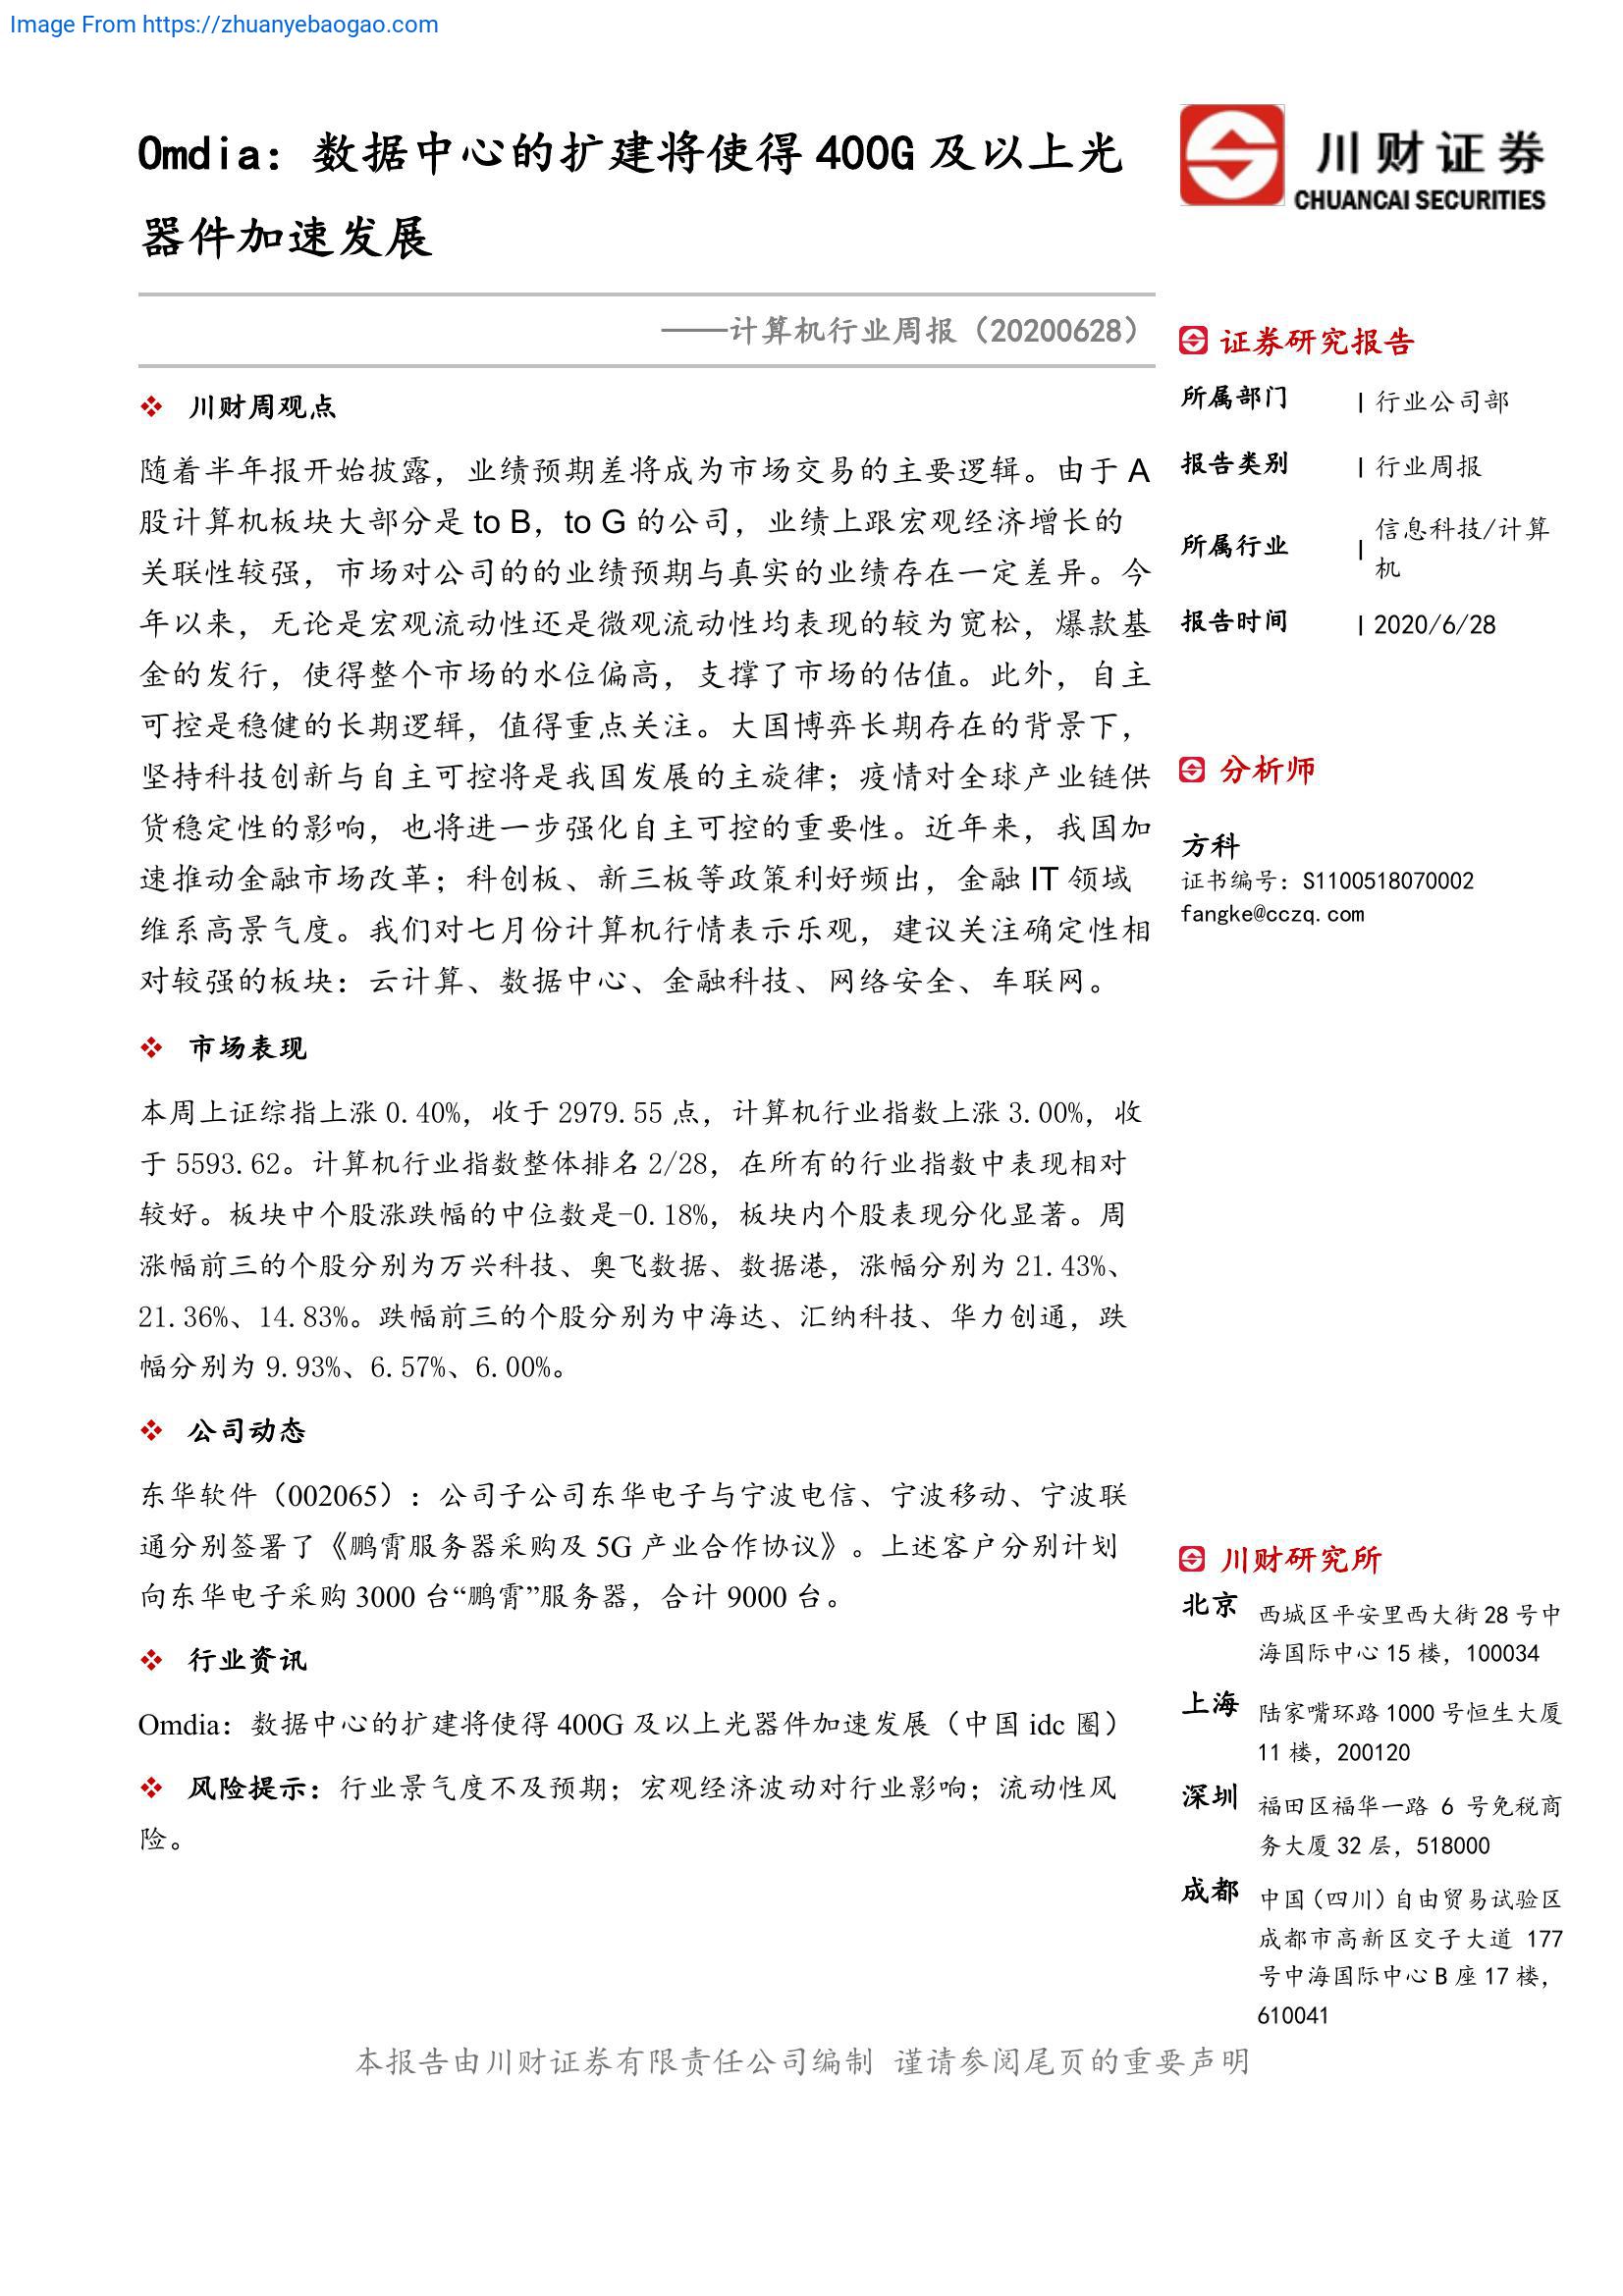 Image From https://zhuanyebaogao.com
Omdia：数据中心的扩建将使得 400G 及以上光
器件加速发展
川财证券
CHUANCAI SECURITIES
——计算机行业周报（20200628）
❖ 川财周观点
随着半年报开始披露，业绩预期差将成为市场交易的主要逻辑。由于 A
股计算机板块大部分是 to B，to G 的公司，业绩上跟宏观经济增长的
关联性较强，市场对公司的的业绩预期与真实的业绩存在一定差异。今
年以来，无论是宏观流动性还是微观流动性均表现的较为宽松，爆款基
金的发行，使得整个市场的水位偏高，支撑了市场的估值。此外，自主
可控是稳健的长期逻辑，值得重点关注。大国博弈长期存在的背景下，
坚持科技创新与自主可控将是我国发展的主旋律；疫情对全球产业链供
货稳定性的影响，也将进一步强化自主可控的重要性。近年来，我国加
速推动金融市场改革；科创板、新三板等政策利好频出，金融 IT 领域
维系高景气度。我们对七月份计算机行情表示乐观，建议关注确定性相
对较强的板块：云计算、数据中心、金融科技、网络安全、车联网。
❖ 市场表现
本周上证综指上涨 0.40%，收于 2979.55 点，计算机行业指数上涨 3.00%，收
于 5593.62。计算机行业指数整体排名 2/28，在所有的行业指数中表现相对
较好。板块中个股涨跌幅的中位数是-0.18%，板块内个股表现分化显著。周
涨幅前三的个股分别为万兴科技、奥飞数据、数据港，涨幅分别为 21.43%、
21.36%、14.83%。跌幅前三的个股分别为中海达、汇纳科技、华力创通，跌
幅分别为 9.93%、6.57%、6.00%。
❖ 公司动态
东华软件（002065）：公司子公司东华电子与宁波电信、宁波移动、宁波联
通分别签署了《鹏霄服务器采购及 5G 产业合作协议》。上述客户分别计划
向东华电子采购 3000 台“鹏霄”服务器，合计 9000 台。
❖ 行业资讯
Omdia：数据中心的扩建将使得 400G 及以上光器件加速发展（中国 idc 圈）
❖ 风险提示：行业景气度不及预期；宏观经济波动对行业影响；流动性风
险。
证券研究报告
所属部门 | 行业公司部
报告类别 | 行业周报
所属行业 | 信息科技/计算
机
报告时间 | 2020/6/28
分析师
方科
证书编号：S1100518070002
fangke@cczq.com
川财研究所
北京 西城区平安里西大街 28 号中
海国际中心 15 楼，100034
上海 陆家嘴环路 1000 号恒生大厦
11 楼，200120
深圳 福田区福华一路 6 号免税商
务大厦 32 层，518000
成都 中国（四川）自由贸易试验区
成都市高新区交子大道 177
号中海国际中心 B 座 17 楼，
610041
本报告由川财证券有限责任公司编制 谨请参阅尾页的重要声明